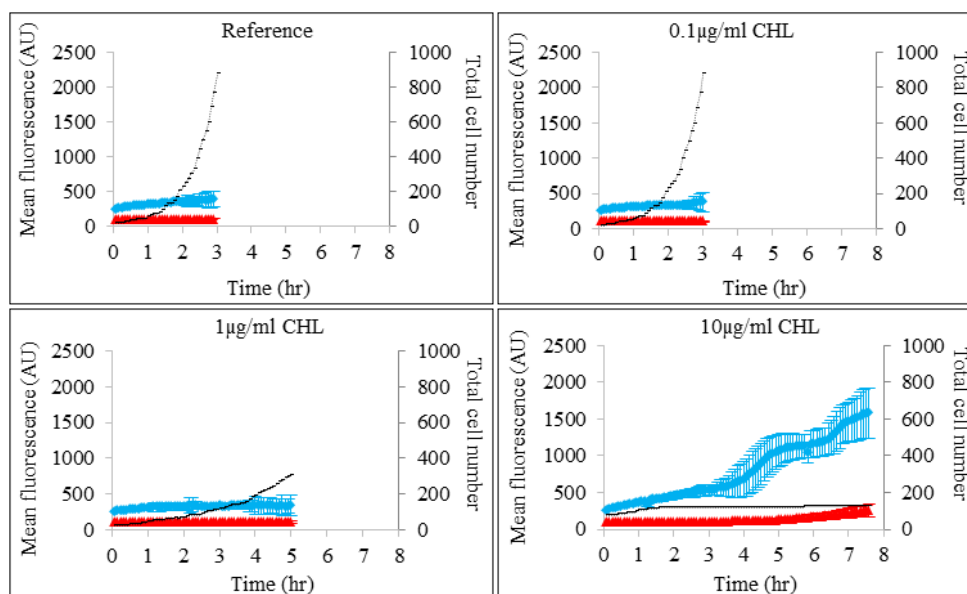 Reference
Mean fluorescence (AU)
2500
2000
1500
1000
500
0
1000
800
600
400
200
0
Total cell number
0 1 2 3 4 5 6 7 8
Time (hr)
0.1µg/ml CHL
Mean fluorescence (AU)
2500
2000
1500
1000
500
0
1000
800
600
400
200
0
Total cell number
0 1 2 3 4 5 6 7 8
Time (hr)
1µg/ml CHL
Mean fluorescence (AU)
2500
2000
1500
1000
500
0
1000
800
600
400
200
0
Total cell number
0 1 2 3 4 5 6 7 8
Time (hr)
10µg/ml CHL
Mean fluorescence (AU)
2500
2000
1500
1000
500
0
1000
800
600
400
200
0
Total cell number
0 1 2 3 4 5 6 7 8
Time (hr)